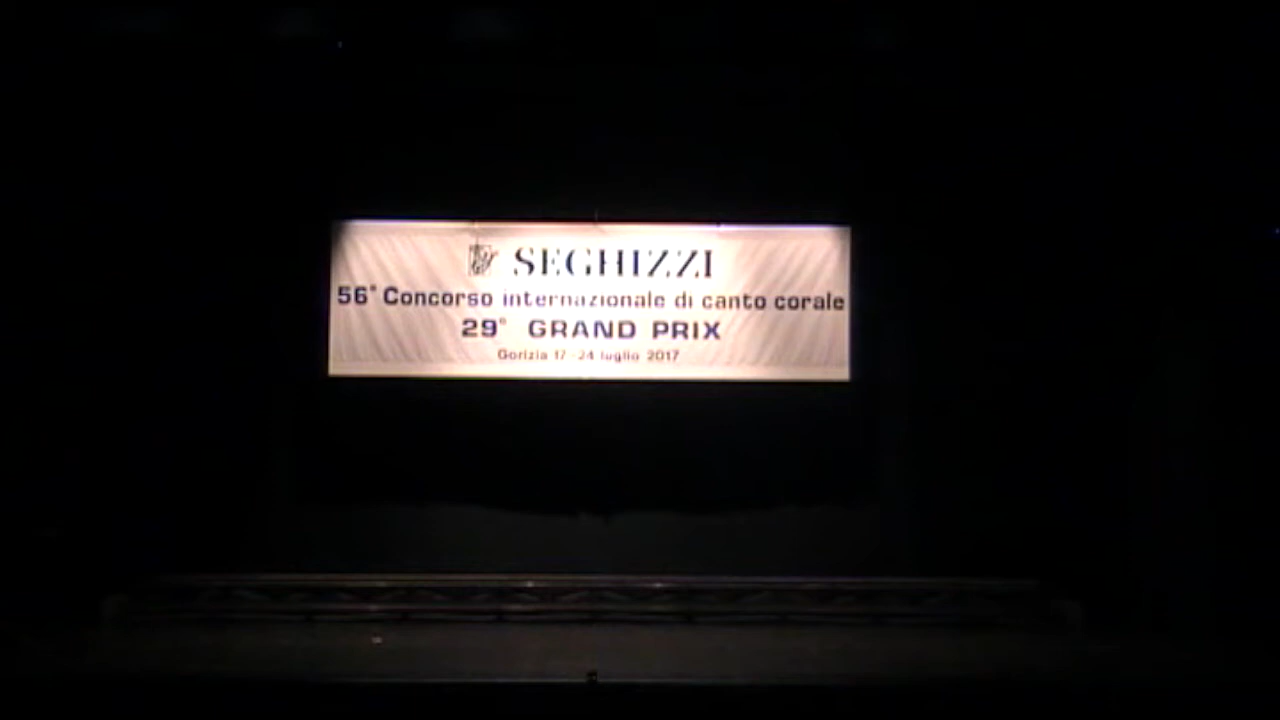 SEGHIZZI
56° Concorso internazionale di canto corale
29° GRAND PRIX
Gorizia 17-24 luglio 2017